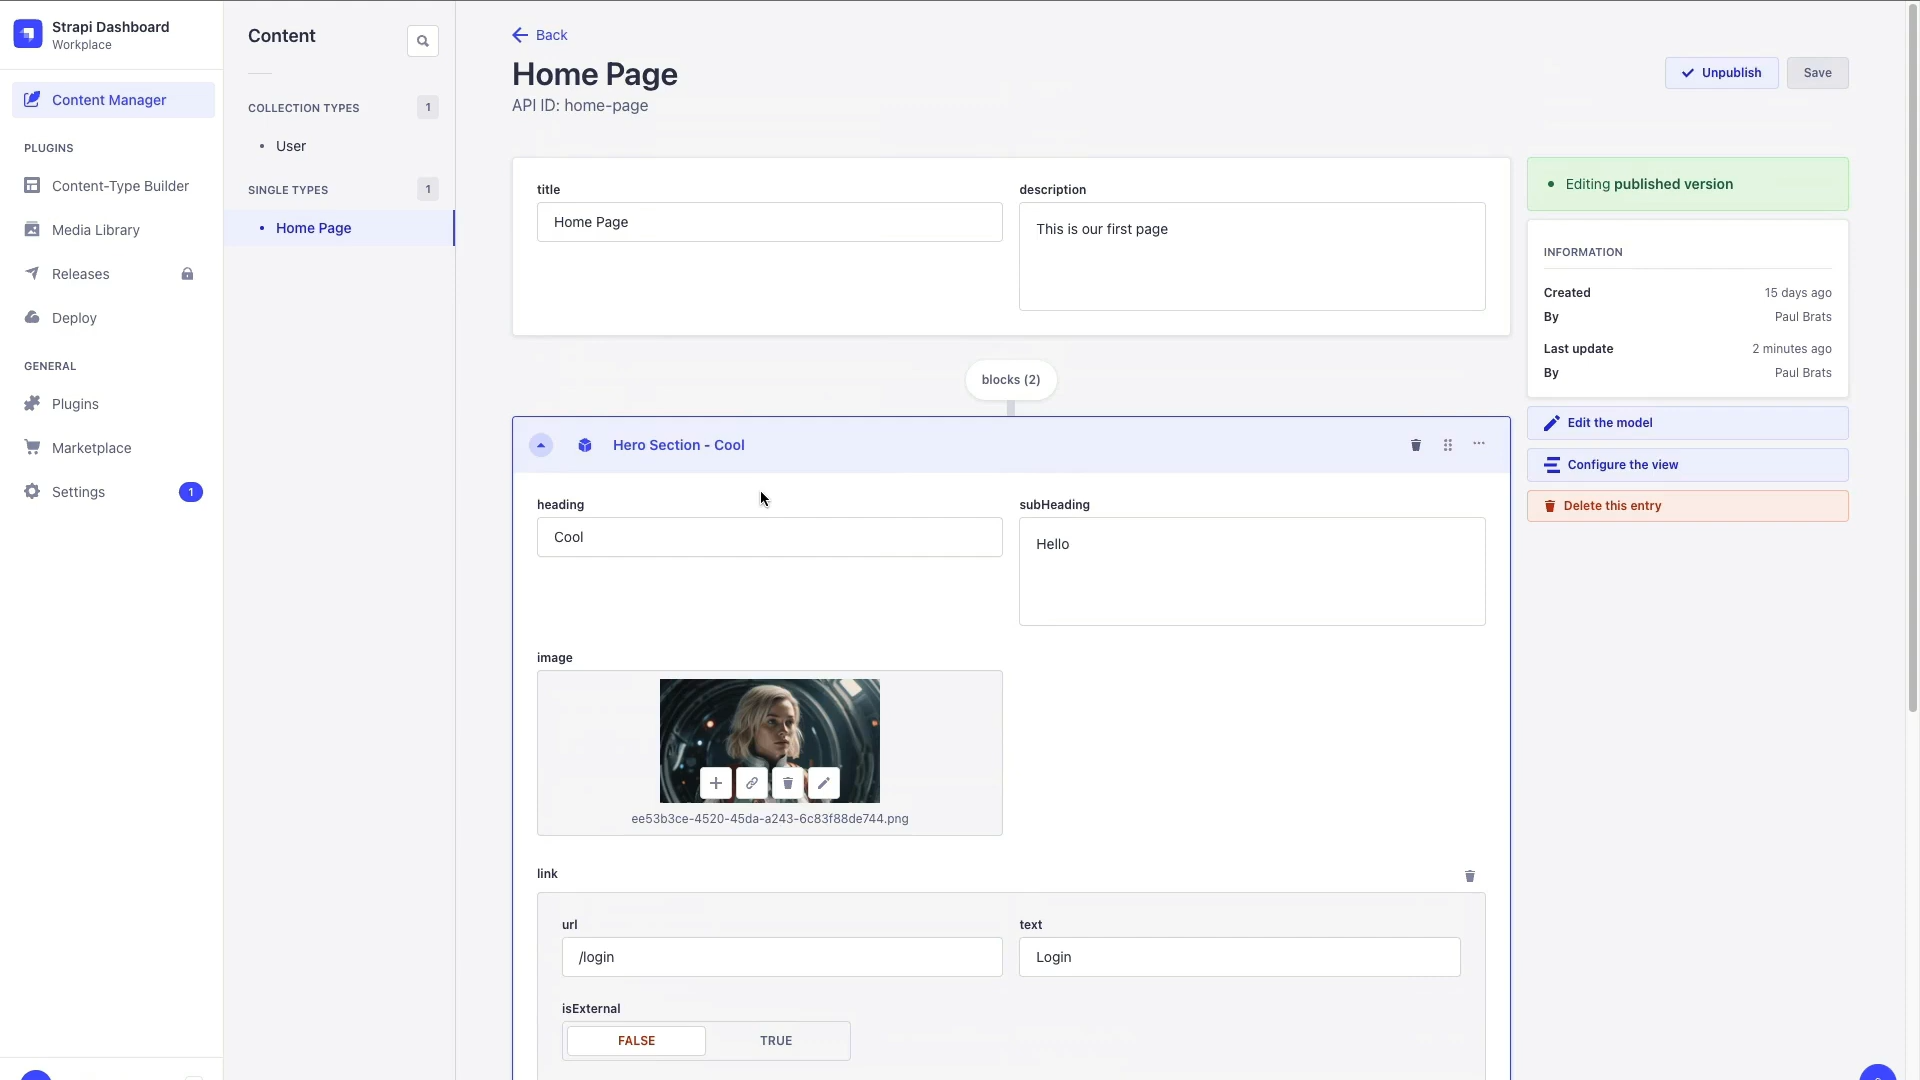 Strapi Dashboard
Workplace
Content Manager
PLUGINS
Content-Type Builder
Media Library
Releases
Deploy
GENERAL
Plugins
Marketplace
Settings
1
Content
COLLECTION TYPES
1
User
SINGLE TYPES
1
Home Page
Back
Home Page
API ID: home-page
Unpublish
Save
title
Home Page
description
This is our first page
blocks (2)
Hero Section - Cool
heading
Cool
subHeading
Hello
image
ee53b3ce-4520-45da-a243-6c83f88de744.png
link
url
/login
text
Login
isExternal
FALSE
TRUE
Editing published version
INFORMATION
Created
15 days ago
By
Paul Brats
Last update
2 minutes ago
By
Paul Brats
Edit the model
Configure the view
Delete this entry